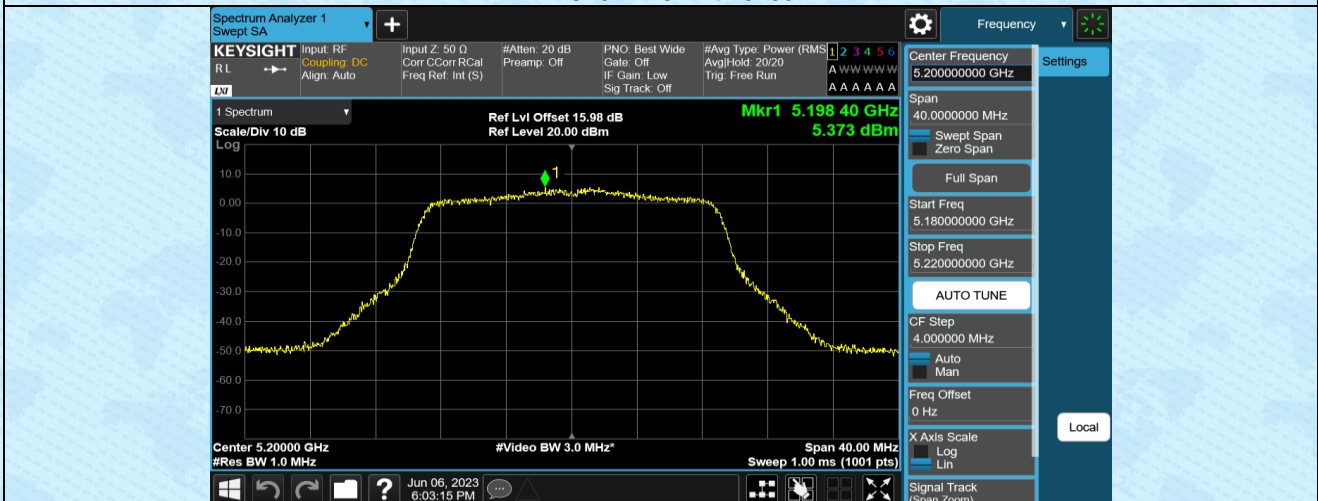 Spectrum Analyzer 1
Swept SA
+
Frequency
KEYSIGHT
RL
LXI
Input: RF
Coupling: DC
Align: Auto
Input Z: 50 Ω
Corr CCorr RCal
Freq Ref: Int (S)
#Atten: 20 dB
Preamp: Off
PNO: Best Wide
Gate: Off
IF Gain: Low
Sig Track: Off
#Avg Type: Power (RMS
Avg|Hold: 20/20
Trig: Free Run
1 2 3 4 5 6
A W W W W W
A A A A A A
1 Spectrum
Scale/Div 10 dB
Log
Ref Lvl Offset 15.98 dB
Ref Level 20.00 dBm
Mkr1 5.198 40 GHz
5.373 dBm
1
10.0
0.00
-10.0
-20.0
-30.0
-40.0
-50.0
-60.0
-70.0
Center 5.20000 GHz
#Res BW 1.0 MHz
#Video BW 3.0 MHz*
Span 40.00 MHz
Sweep 1.00 ms (1001 pts)
?
Jun 06, 2023
6:03:15 PM
Center Frequency
5.200000000 GHz
Span
40.0000000 MHz
Swept Span
Zero Span
Full Span
Start Freq
5.180000000 GHz
Stop Freq
5.220000000 GHz
AUTO TUNE
CF Step
4.000000 MHz
Auto
Man
Freq Offset
0 Hz
X Axis Scale
Log
Lin
Signal Track
(Span Zoom)
Settings
Local